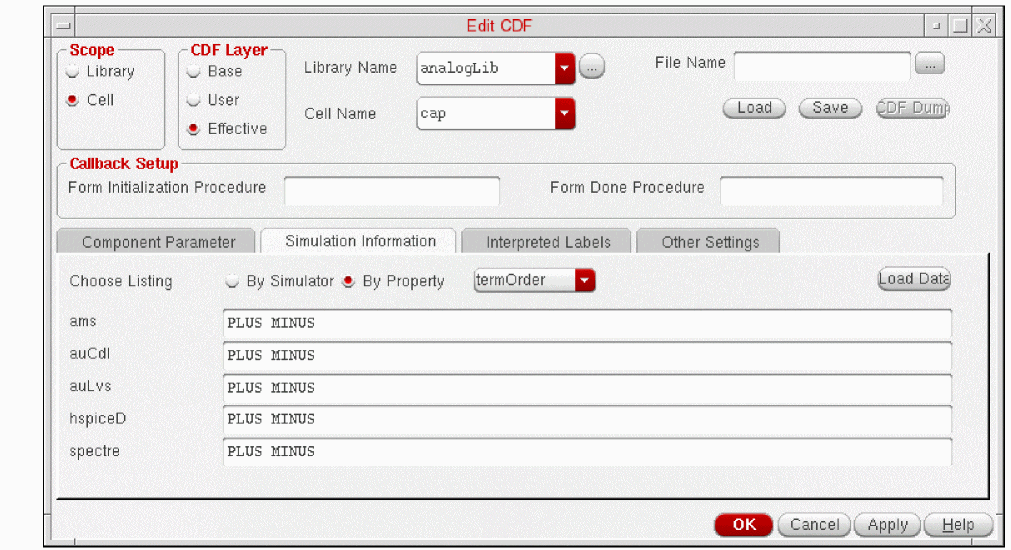 Edit CDF
Scope
CDF Layer
Library
Cell
Base
User
Effective
Library Name
analogLib
...
File Name
...
Cell Name
cap
Load
Save
CDF Dump
Callback Setup
Form Initialization Procedure
Form Done Procedure
Component Parameter
Simulation Information
Interpreted Labels
Other Settings
Choose Listing
By Simulator
By Property
termOrder
Load Data
ams PLUS MINUS
auCdl PLUS MINUS
auLvs PLUS MINUS
hspiceD PLUS MINUS
spectre PLUS MINUS
OK
Cancel
Apply
Help